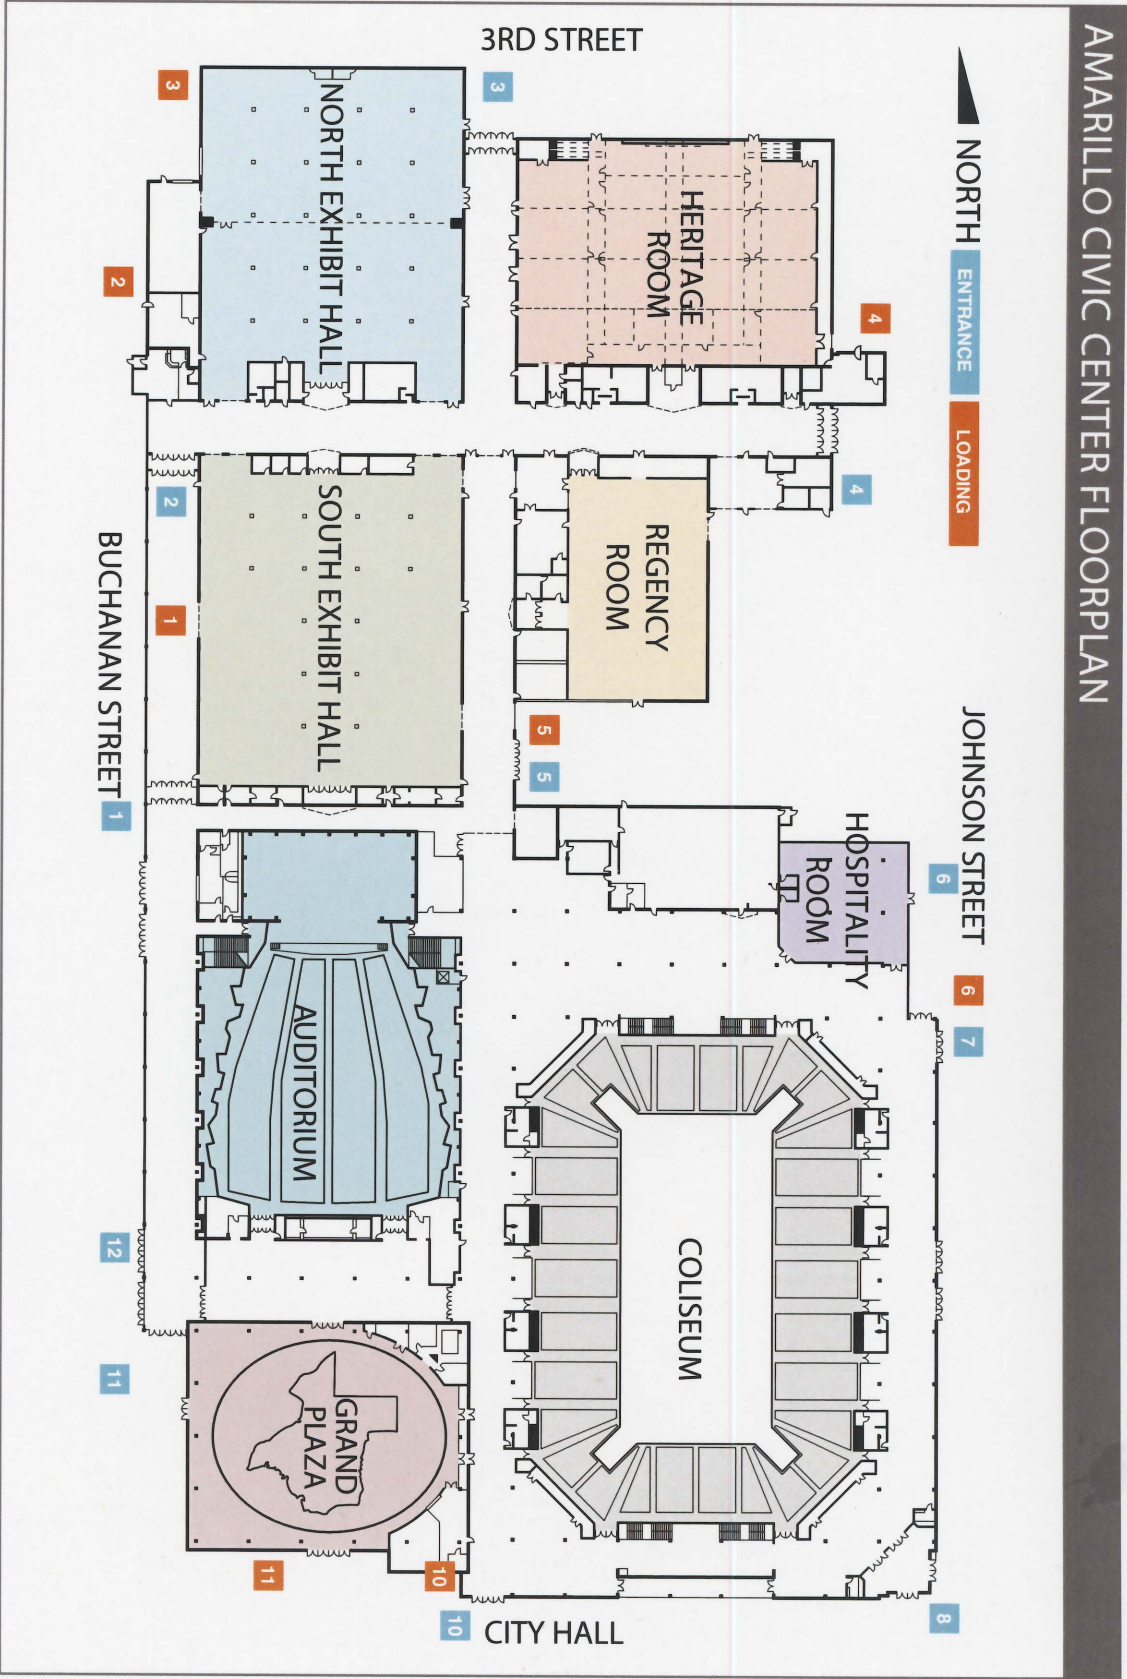 AMARILLO CIVIC CENTER FLOORPLAN
NORTH
ENTRANCE
LOADING
3RD STREET
JOHNSON STREET
BUCHANAN STREET
CITY HALL
3
3
NORTH EXHIBIT HALL
HERITAGE
ROOM
2
4
2
4
SOUTH EXHIBIT HALL
REGENCY
ROOM
1
5
5
1
HOSPITALITY
ROOM
6
6
7
AUDITORIUM
COLISEUM
12
11
GRAND
PLAZA
11
10
10
8